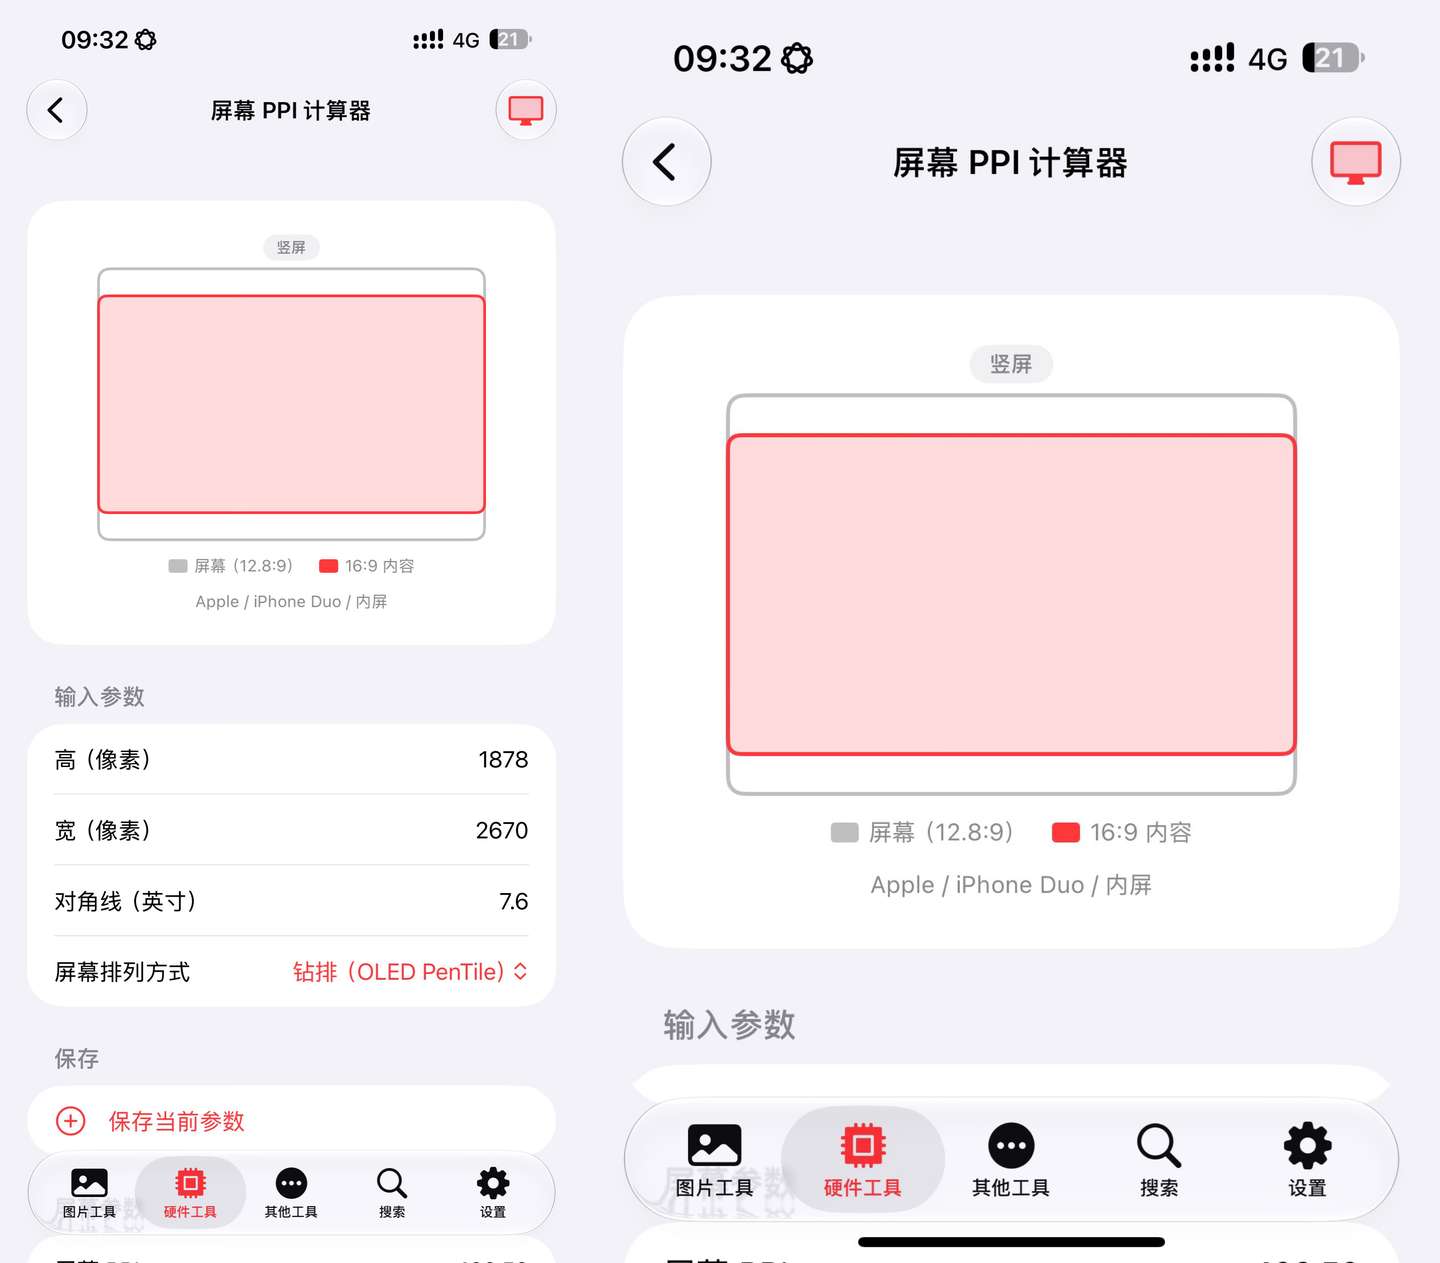 09:32 4G 21
屏幕 PPI 计算器
竖屏
屏幕（12.8:9） 16:9 内容
Apple / iPhone Duo / 内屏
输入参数
高（像素） 1878
宽（像素） 2670
对角线（英寸） 7.6
屏幕排列方式 钻排（OLED PenTile）
保存
保存当前参数
图片工具 硬件工具 其他工具 搜索 设置
09:32 4G 21
屏幕 PPI 计算器
竖屏
屏幕（12.8:9） 16:9 内容
Apple / iPhone Duo / 内屏
输入参数
图片工具 硬件工具 其他工具 搜索 设置